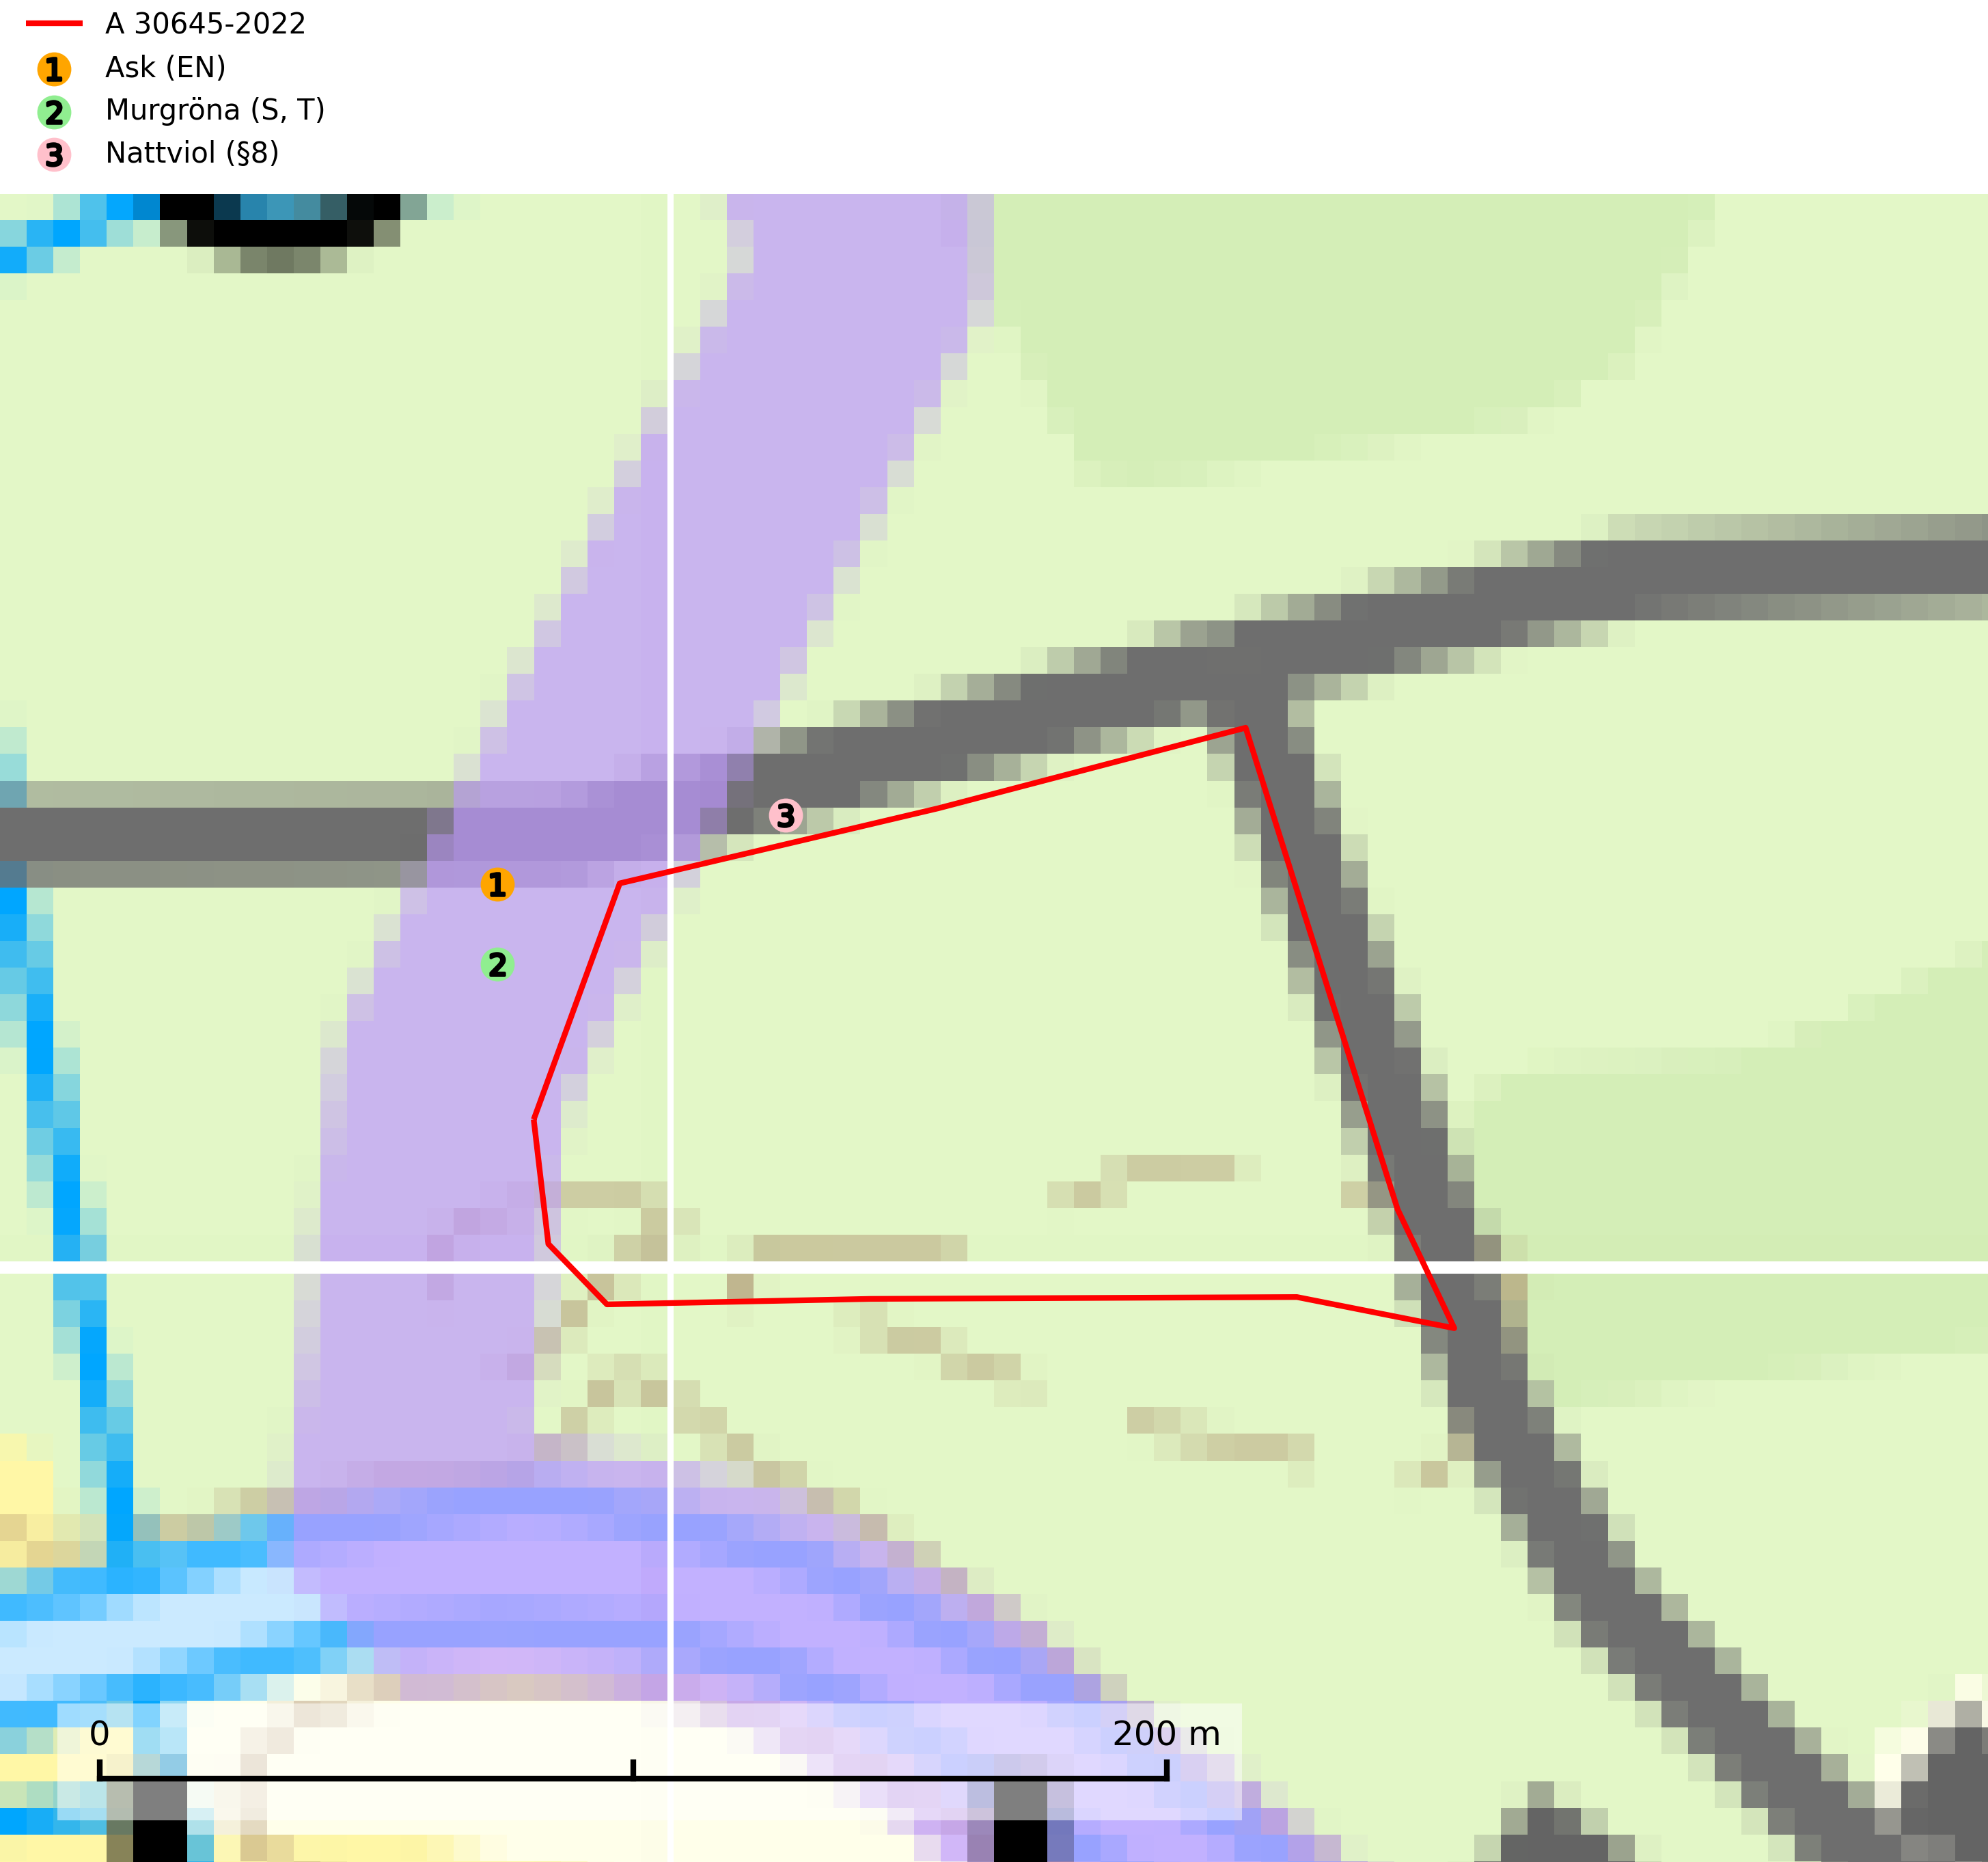 A 30645-2022
1 Ask (EN)
2 Murgröna (S, T)
3 Nattviol (§8)
3
1
2
0 200 m